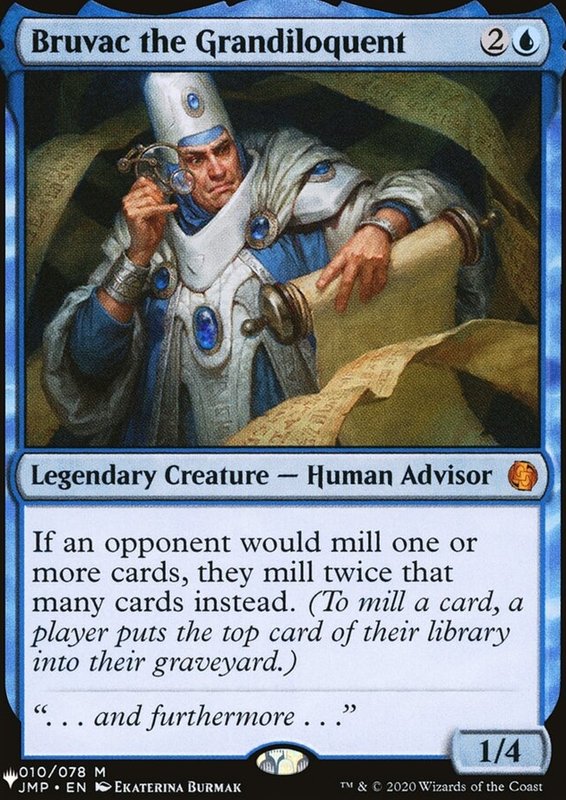 Bruvac the Grandiloquent 2
Legendary Creature — Human Advisor
If an opponent would mill one or
more cards, they mill twice that
many cards instead. (To mill a card, a
player puts the top card of their library
into their graveyard.)
“. . . and furthermore . . .”
1/4
010/078 M
JMP • EN Ekaterina Burmak
™ & © 2020 Wizards of the Coast